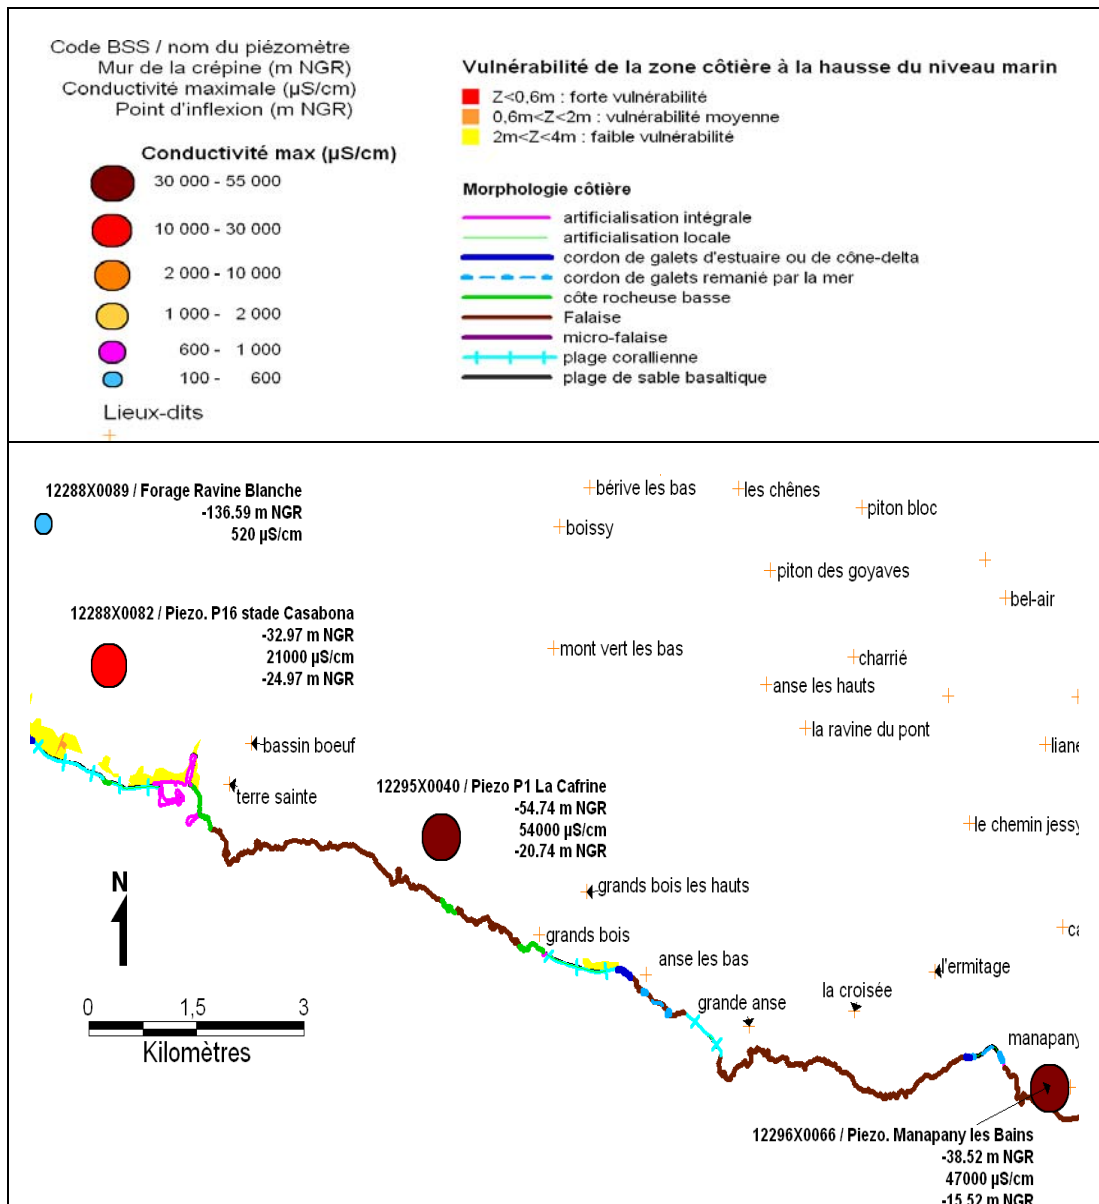 Code BSS / nom du piézomètre
Mur de la crépine (m NGR)
Conductivité maximale (µS/cm)
Point d'inflexion (m NGR)
Conductivité max (µS/cm)
30 000 - 55 000
10 000 - 30 000
2 000 - 10 000
1 000 - 2 000
600 - 1 000
100 - 600
Lieux-dits
Vulnérabilité de la zone côtière à la hausse du niveau marin
Z<0,6m : forte vulnérabilité
0,6m<Z<2m : vulnérabilité moyenne
2m<Z<4m : faible vulnérabilité
Morphologie côtière
artificialisation intégrale
artificialisation locale
cordon de galets d'estuaire ou de cône-delta
cordon de galets remanié par la mer
côte rocheuse basse
Falaise
micro-falaise
plage corallienne
plage de sable basaltique
12288X0089 / Forage Ravine Blanche
-136.59 m NGR
520 µS/cm
bérive les bas
les chênes
piton bloc
boissy
piton des goyaves
bel-air
12288X0082 / Piezo. P16 stade Casabona
-32.97 m NGR
21000 µS/cm
-24.97 m NGR
mont vert les bas
charrié
anse les hauts
la ravine du pont
liane
bassin boeuf
terre sainte
12295X0040 / Piezo P1 La Cafrine
-54.74 m NGR
54000 µS/cm
-20.74 m NGR
le chemin jessy
grands bois les hauts
N
grands bois
ca
anse les bas
l'ermitage
la croisée
grande anse
manapany
0 1,5 3
Kilomètres
12296X0066 / Piezo. Manapany les Bains
-38.52 m NGR
47000 µS/cm
-15.52 m NGR